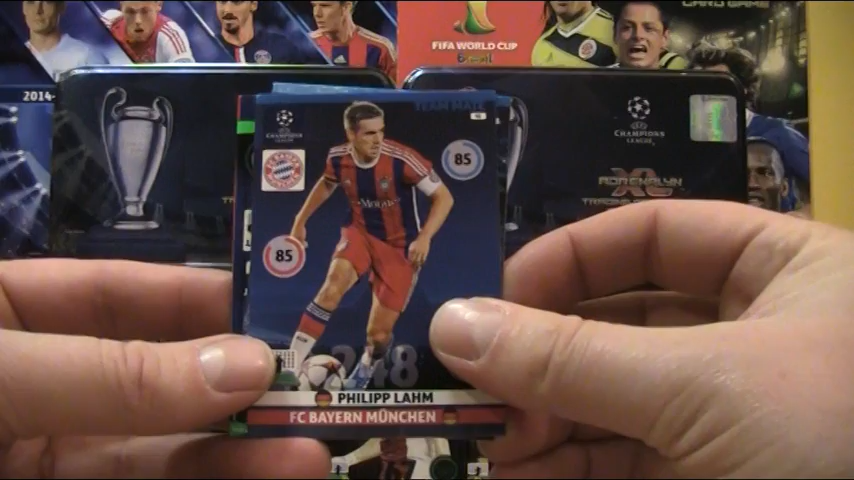 FIFA WORLD CUP
Brasil
CARD GAME
2014-
TEAM MATE
CHAMPIONS
LEAGUE
85
85
248
PHILIPP LAHM
FC BAYERN MÜNCHEN
CHAMPIONS
LEAGUE
ADRENALYN
XL